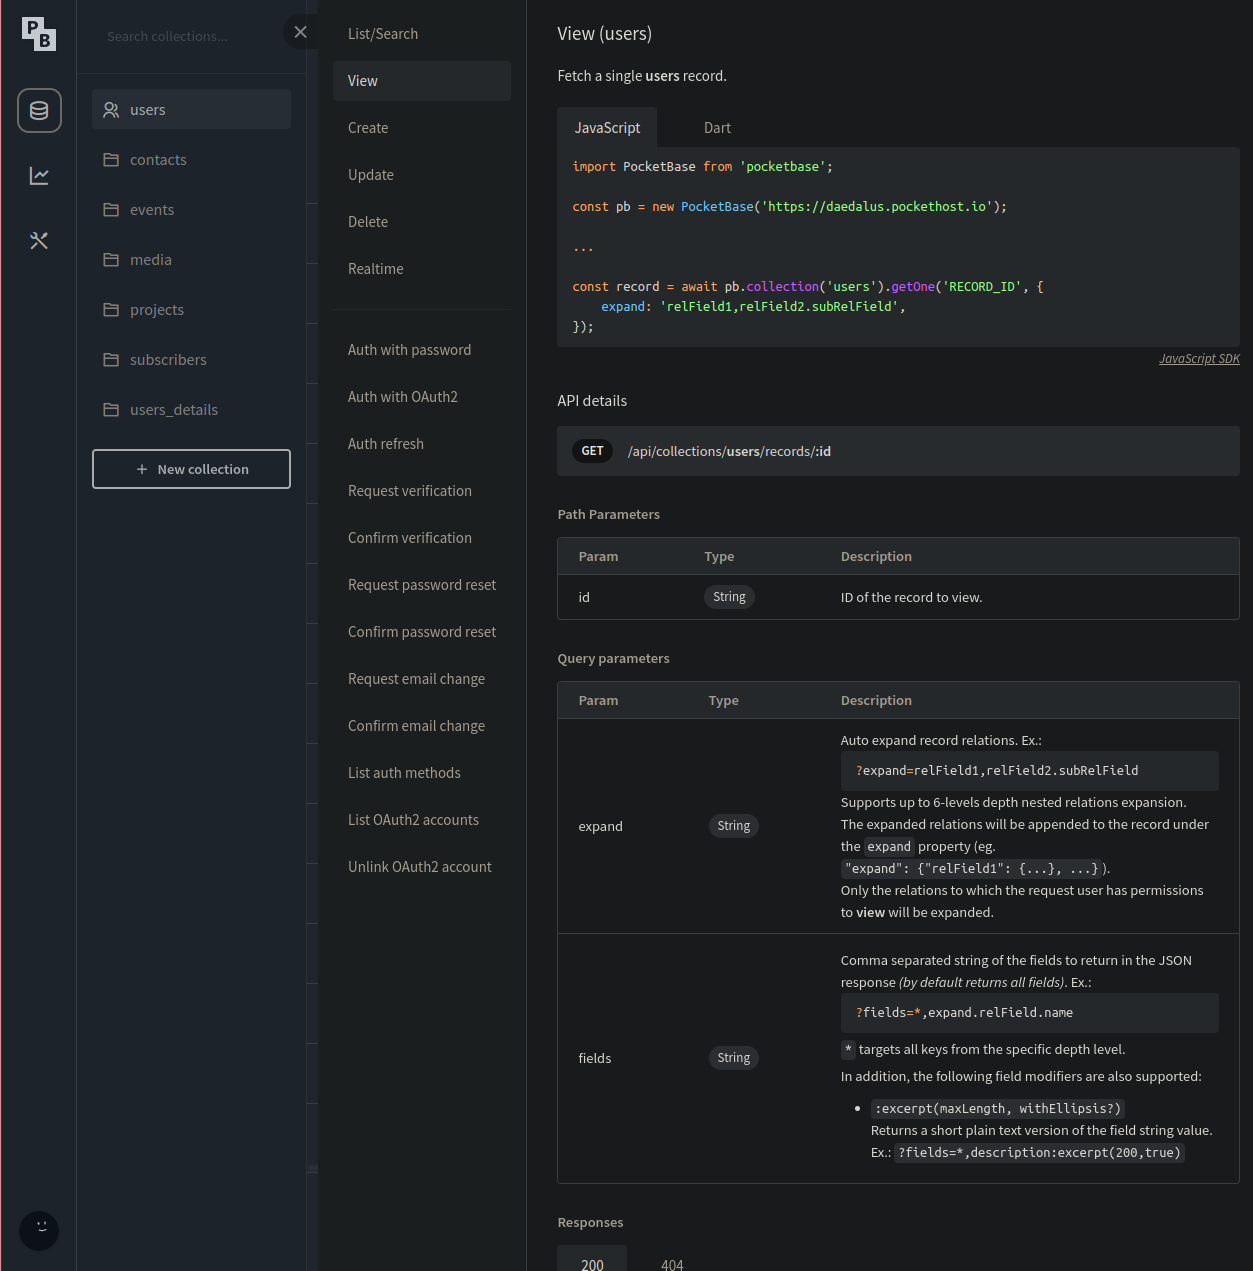 P
B
Search collections...
users
contacts
events
media
projects
subscribers
users_details
+ New collection
List/Search
View
Create
Update
Delete
Realtime
Auth with password
Auth with OAuth2
Auth refresh
Request verification
Confirm verification
Request password reset
Confirm password reset
Request email change
Confirm email change
List auth methods
List OAuth2 accounts
Unlink OAuth2 account
View (users)
Fetch a single users record.
JavaScript Dart
import PocketBase from 'pocketbase';
const pb = new PocketBase('https://daedalus.pockethost.io');
...
const record = await pb.collection('users').getOne('RECORD_ID', {
    expand: 'relField1,relField2.subRelField',
});
JavaScript SDK
API details
GET /api/collections/users/records/:id
Path Parameters
Param Type Description
id String ID of the record to view.
Query parameters
Param Type Description
expand String Auto expand record relations. Ex.:
?expand=relField1,relField2.subRelField
Supports up to 6-levels depth nested relations expansion.
The expanded relations will be appended to the record under
the expand property (eg.
"expand": {"relField1": {...}, ...} ).
Only the relations to which the request user has permissions
to view will be expanded.
fields String Comma separated string of the fields to return in the JSON
response (by default returns all fields). Ex.:
?fields=*,expand.relField.name
* targets all keys from the specific depth level.
In addition, the following field modifiers are also supported:
• :excerpt(maxLength, withEllipsis?)
Returns a short plain text version of the field string value.
Ex.: ?fields=*,description:excerpt(200,true)
Responses
200 404